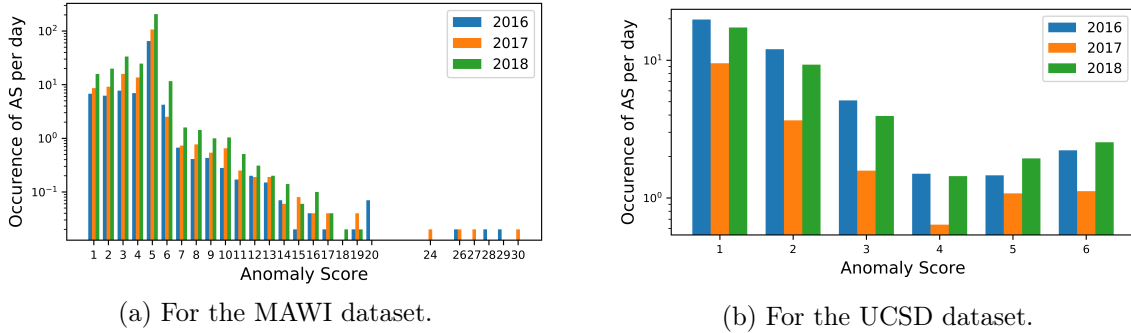 Occurence of AS per day
10²
10¹
10⁰
10⁻¹
2016
2017
2018
1 2 3 4 5 6 7 8 9 10 11 12 13 14 15 16 17 18 19 20 24 26 27 28 29 30
Anomaly Score
(a) For the MAWI dataset.
Occurence of AS per day
10¹
10⁰
2016
2017
2018
1 2 3 4 5 6
Anomaly Score
(b) For the UCSD dataset.